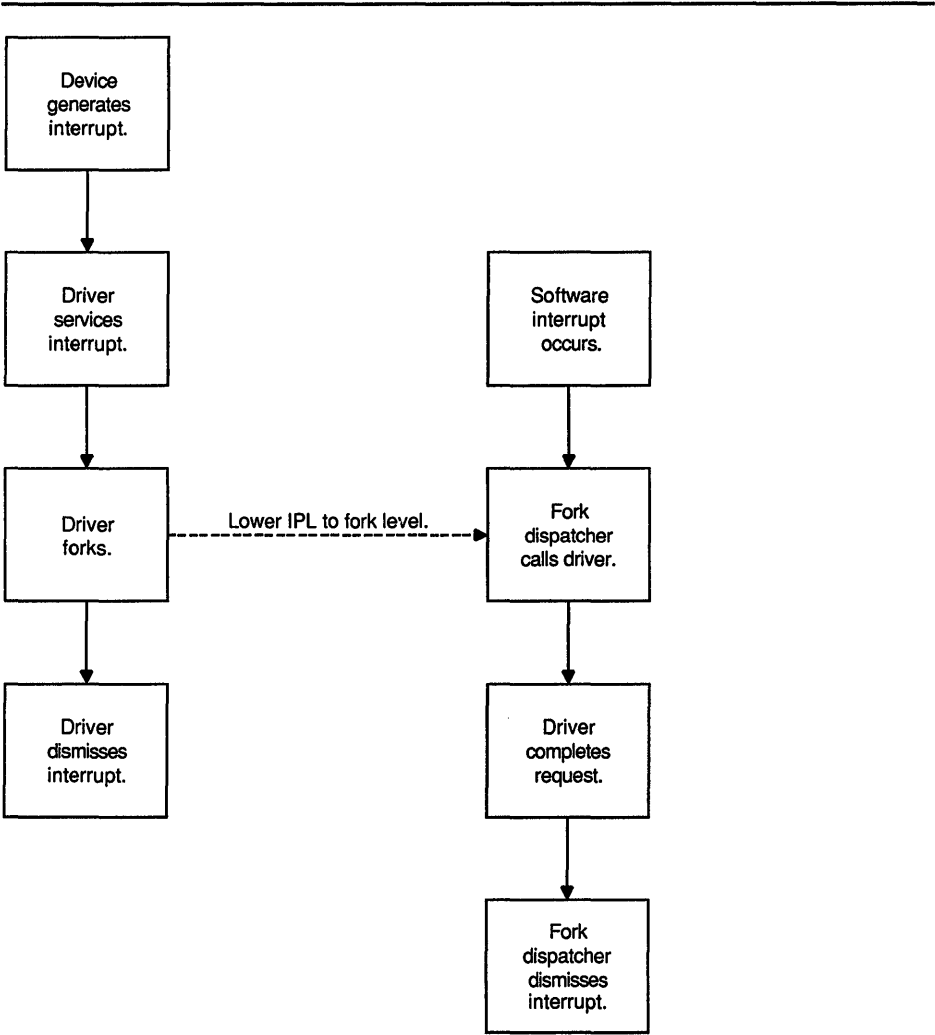 Device
generates
interrupt.
Driver
services
interrupt.
Software
interrupt
occurs.
Driver
forks.
Lower IPL to fork level.
Fork
dispatcher
calls driver.
Driver
dismisses
interrupt.
Driver
completes
request.
Fork
dispatcher
dismisses
interrupt.